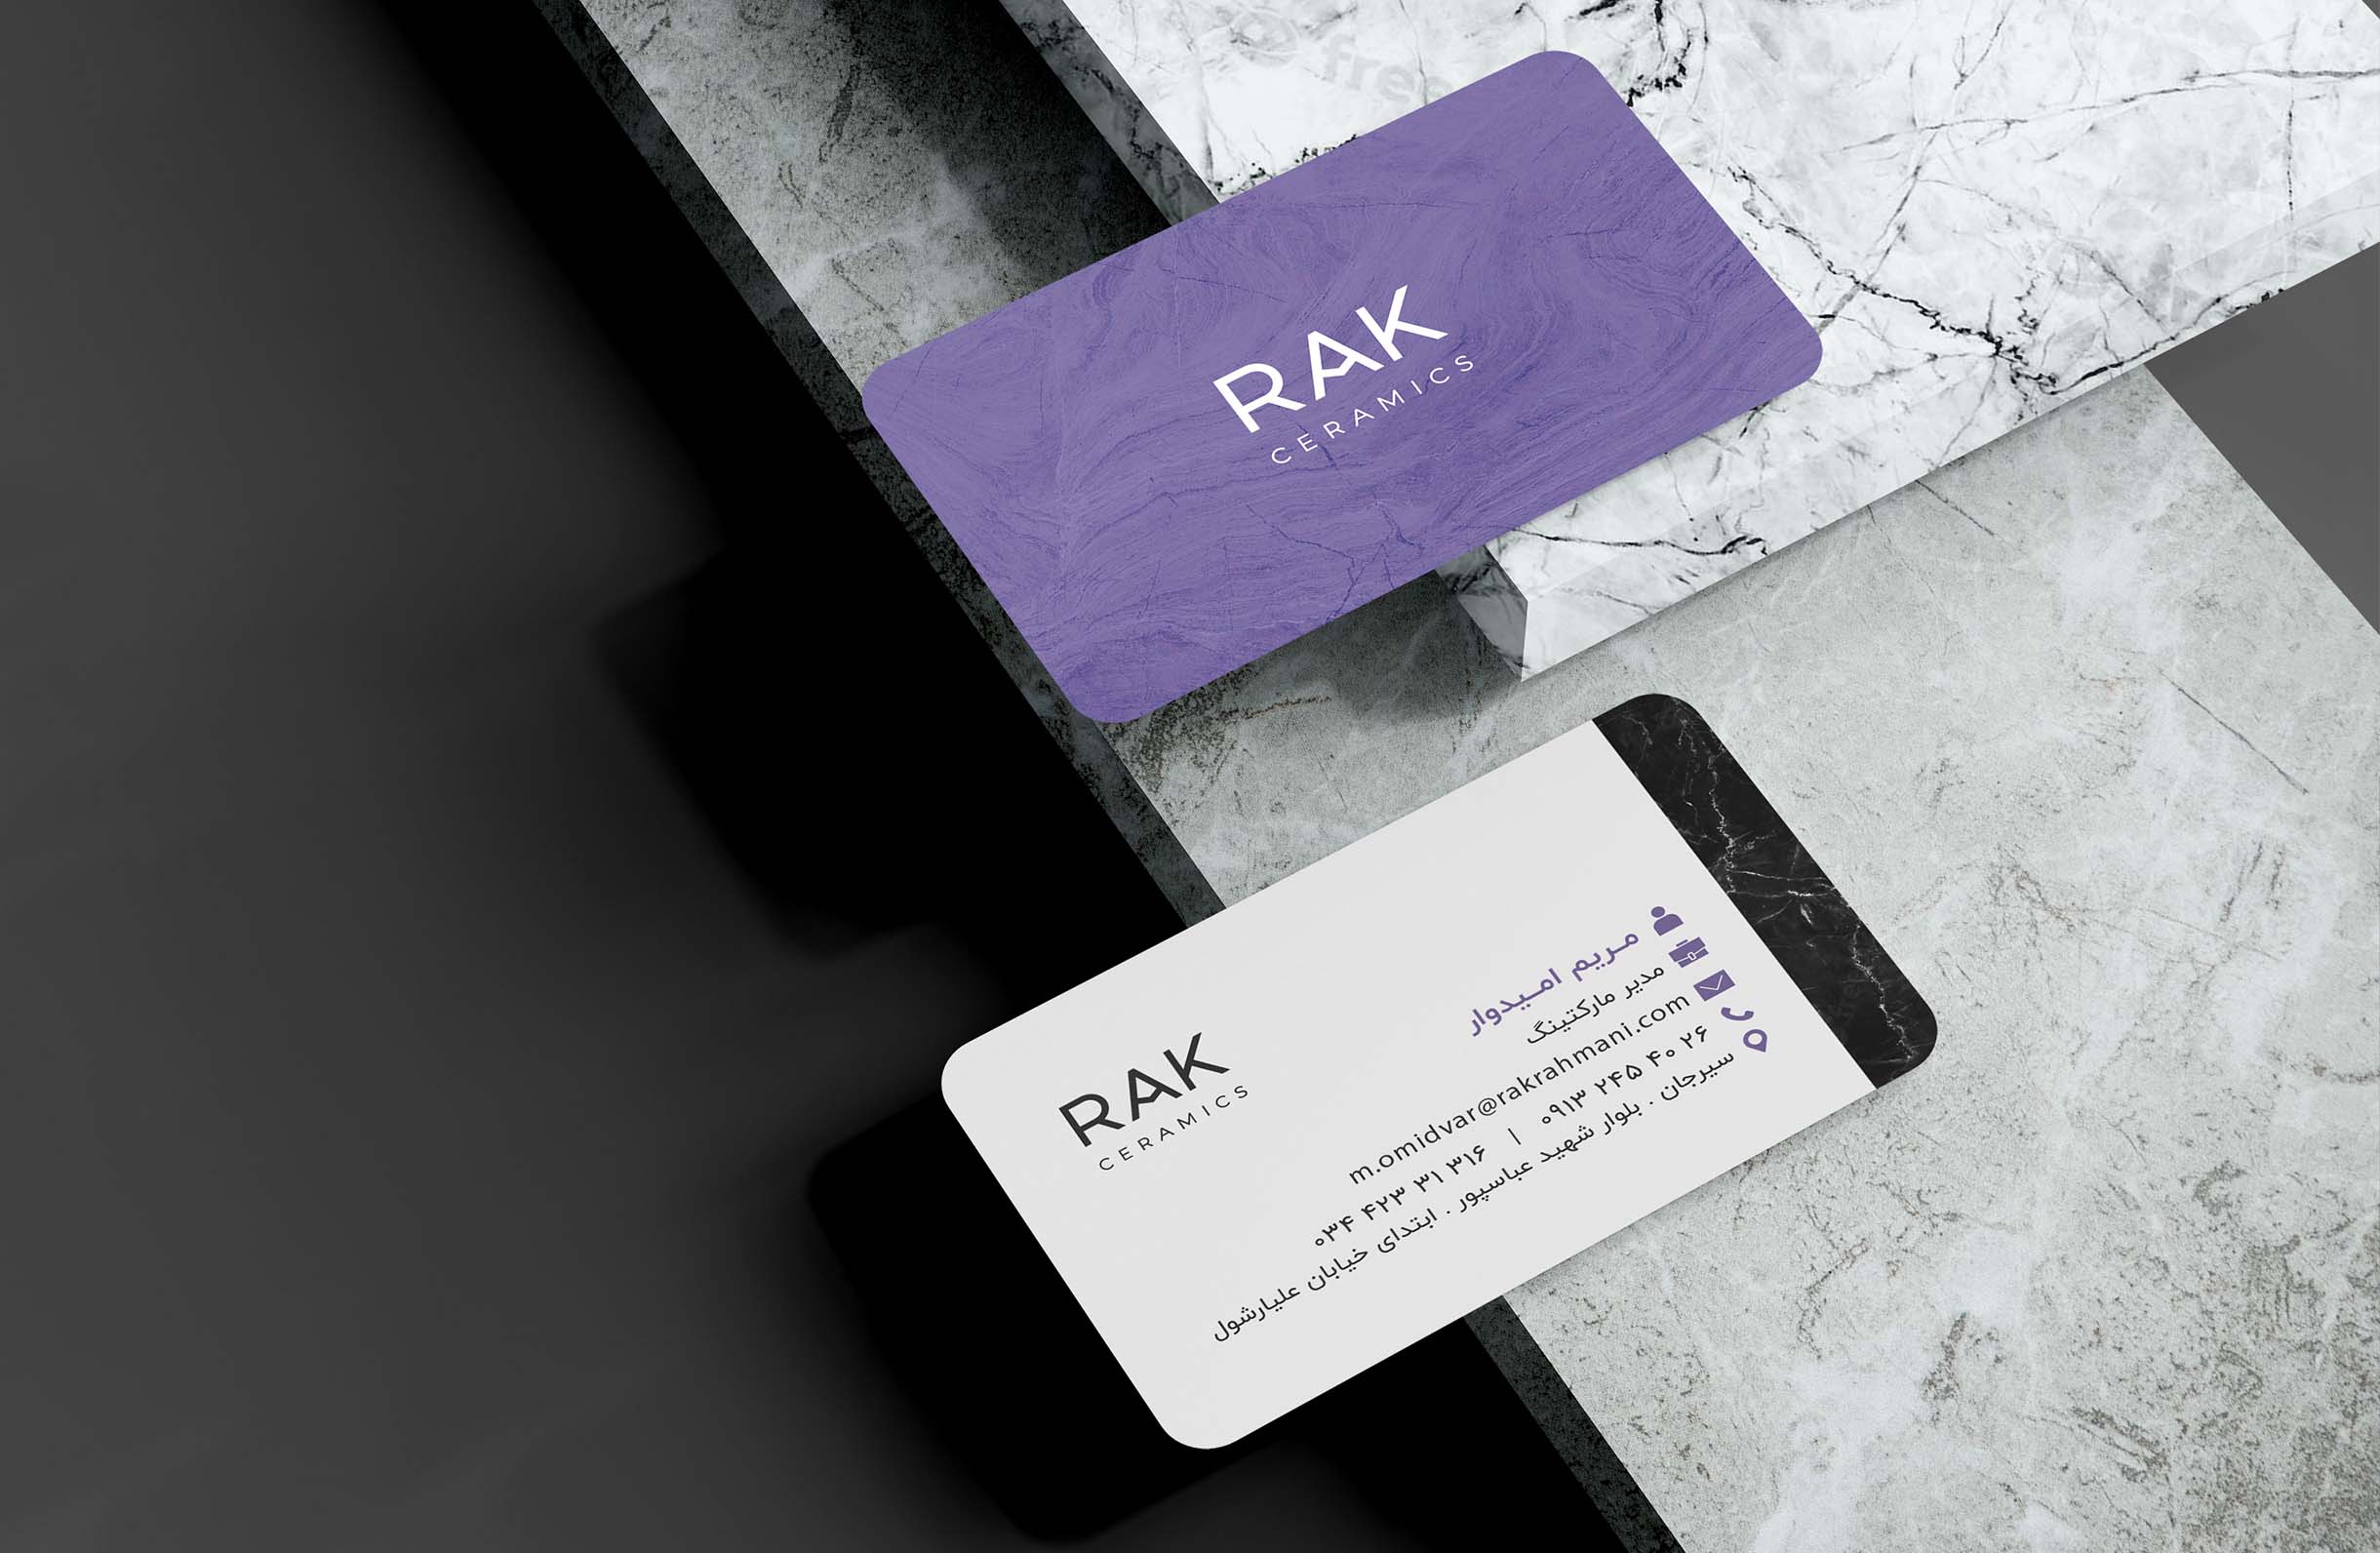 RAK
CERAMICS
RAK
CERAMICS
مریم امیدوار
مدیر مارکتینگ
m.omidvar@rakrahmani.com
۰۹۱۳ ۲۴۵ ۴۰ ۲۶ | ۰۳۴ ۴۲۳ ۳۱ ۳۱۶
سیرجان . بلوار شهید عباسپور . ابتدای خیابان علیارشول